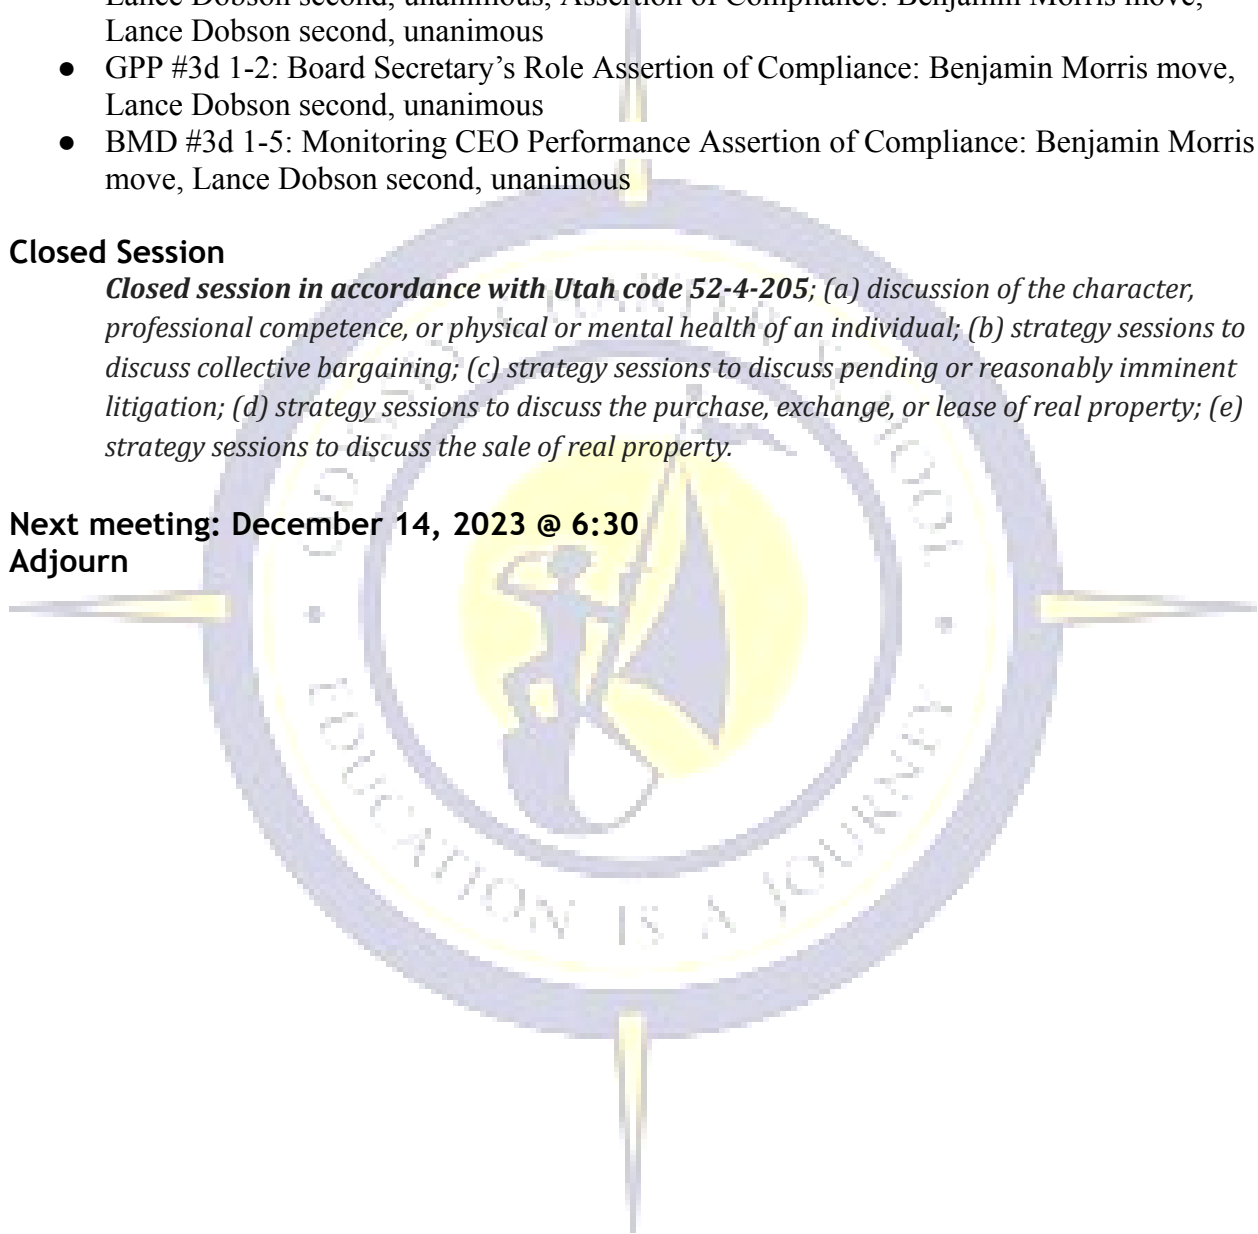 Lance Dobson second, unanimous; Assertion of Compliance: Benjamin Morris move,
Lance Dobson second, unanimous
● GPP #3d 1-2: Board Secretary’s Role Assertion of Compliance: Benjamin Morris move,
Lance Dobson second, unanimous
● BMD #3d 1-5: Monitoring CEO Performance Assertion of Compliance: Benjamin Morris
move, Lance Dobson second, unanimous
Closed Session
Closed session in accordance with Utah code 52-4-205; (a) discussion of the character,
professional competence, or physical or mental health of an individual; (b) strategy sessions to
discuss collective bargaining; (c) strategy sessions to discuss pending or reasonably imminent
litigation; (d) strategy sessions to discuss the purchase, exchange, or lease of real property; (e)
strategy sessions to discuss the sale of real property.
Next meeting: December 14, 2023 @ 6:30
Adjourn
CHARTER SCHOOL
EDUCATION IS A JOURNEY